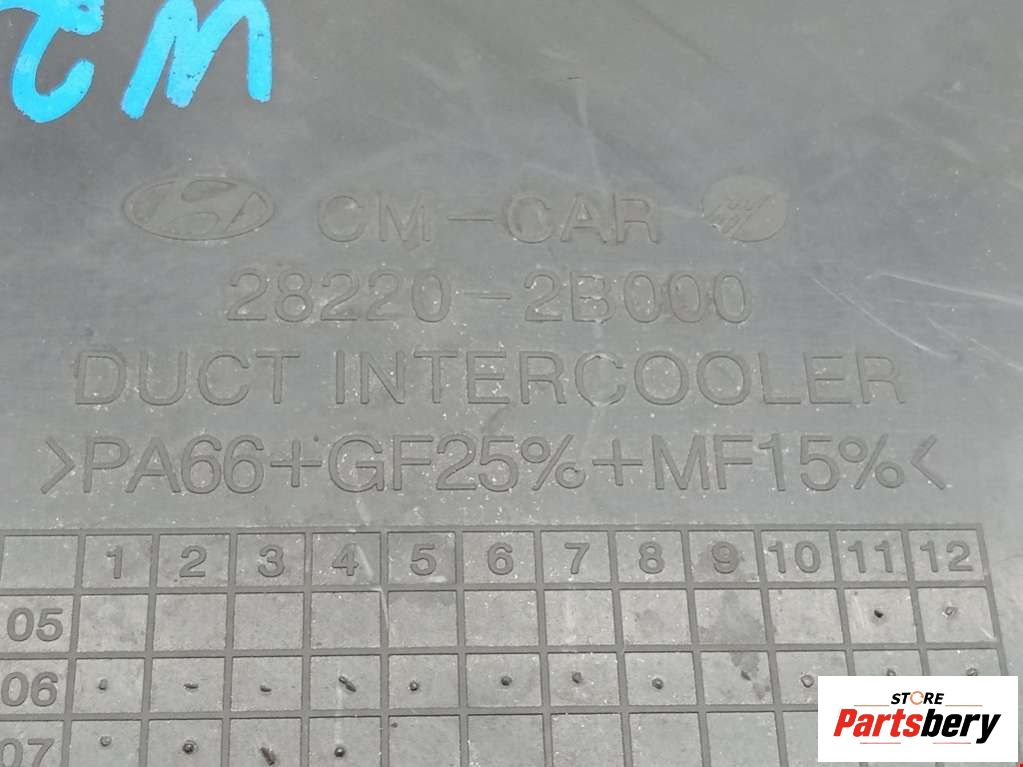 W2
CM-CAR
28220-2B000
DUCT INTERCOOLER
>PA66+GF25%+MF15%<
1 2 3 4 5 6 7 8 9 10 11 12
05
06
07
STORE
Partsbery